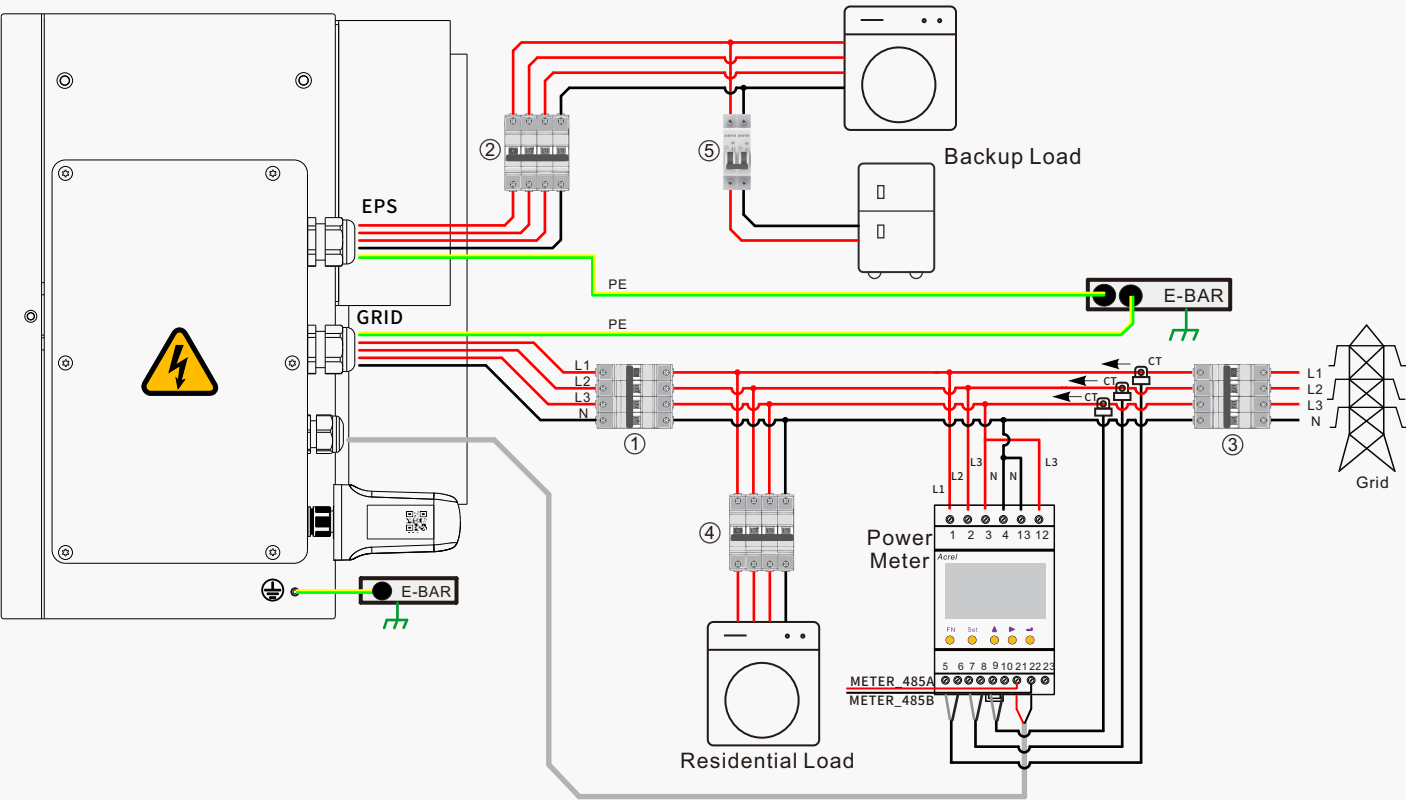 ②
⑤
Backup Load
EPS
PE
E-BAR
GRID
PE
CT
L1
L1
L2
CT
L2
L3
CT
L3
N
N
①
③
Grid
L3
L3
L2
N
N
L1
④
Power
Meter
1 2 3 4 13 12
Acrel
FN Set
E-BAR
5 6 7 8 9 10 21 22 23
METER_485A
METER_485B
Residential Load